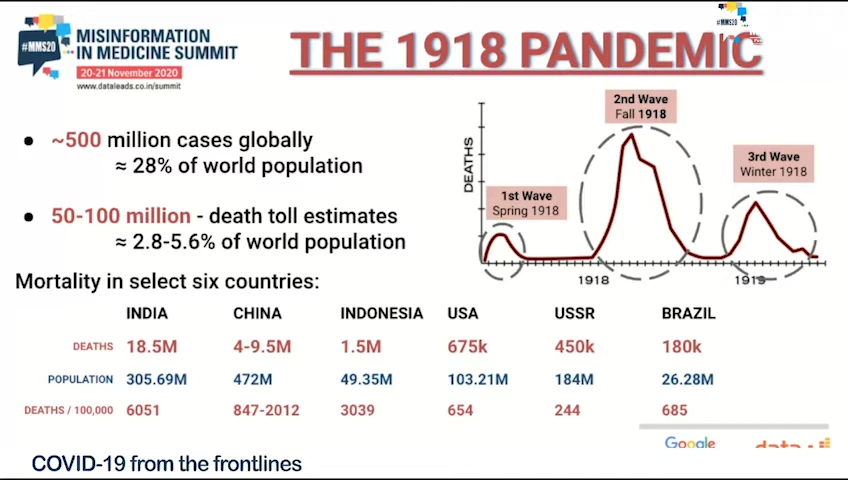 #MMS20
MISINFORMATION
IN MEDICINE SUMMIT
20-21 November 2020
www.dataleads.co.in/summit
#MMS20
THE 1918 PANDEMIC
~500 million cases globally
≈ 28% of world population
50-100 million - death toll estimates
≈ 2.8-5.6% of world population
DEATHS
1st Wave
Spring 1918
2nd Wave
Fall 1918
3rd Wave
Winter 1918
1918
1919
Mortality in select six countries:
INDIA CHINA INDONESIA USA USSR BRAZIL
DEATHS 18.5M 4-9.5M 1.5M 675k 450k 180k
POPULATION 305.69M 472M 49.35M 103.21M 184M 26.28M
DEATHS / 100,000 6051 847-2012 3039 654 244 685
Google
COVID-19 from the frontlines